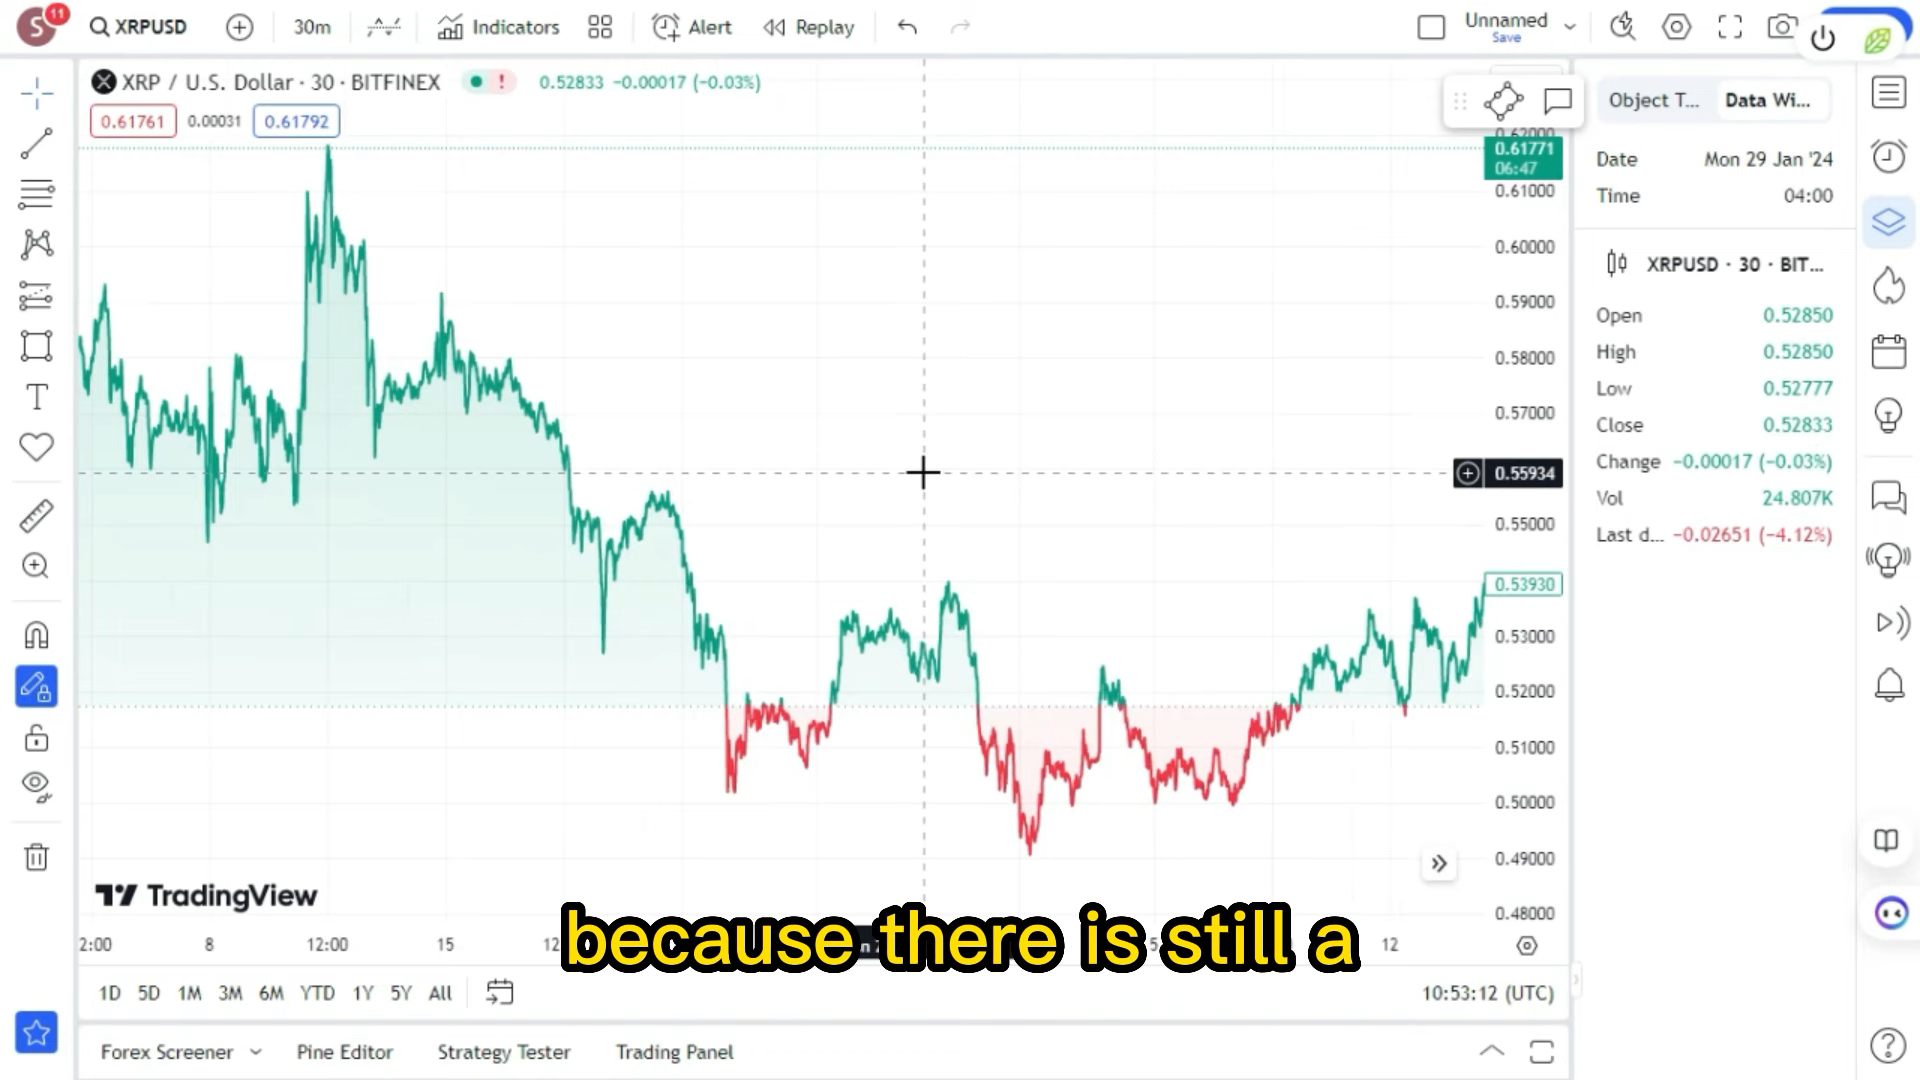 S
11
XRPUSD
30m
Indicators
Alert
Replay
Unnamed
Save
XRP / U.S. Dollar · 30 · BITFINEX
!
0.52833 −0.00017 (−0.03%)
0.61761
0.00031
0.61792
0.61771
06:47
0.61000
0.60000
0.59000
0.58000
0.57000
0.55934
0.55000
0.53930
0.53000
0.52000
0.51000
0.50000
0.49000
0.48000
Object T...
Data Wi...
Date
Mon 29 Jan '24
Time
04:00
XRPUSD · 30 · BIT...
Open
0.52850
High
0.52850
Low
0.52777
Close
0.52833
Change
−0.00017 (−0.03%)
Vol
24.807K
Last d...
−0.02651 (−4.12%)
TradingView
because there is still a
2:00
8
12:00
15
12
1D
5D
1M
3M
6M
YTD
1Y
5Y
All
10:53:12 (UTC)
Forex Screener
Pine Editor
Strategy Tester
Trading Panel